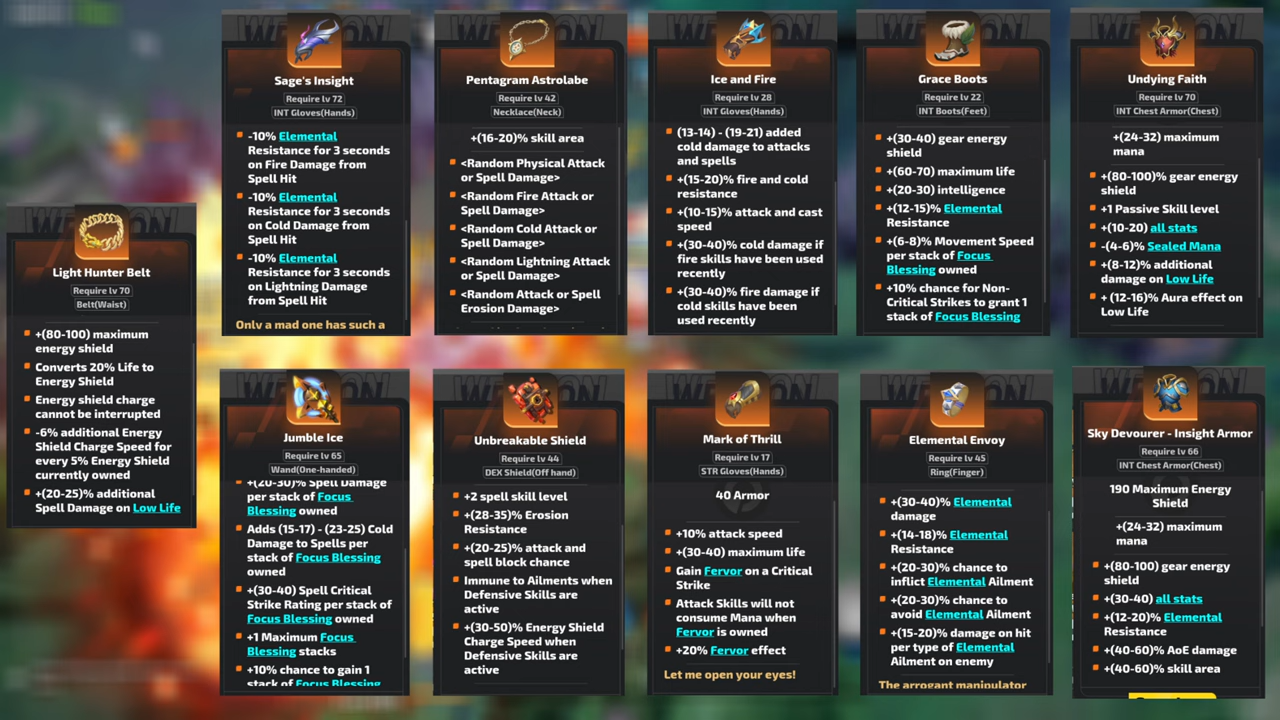 Light Hunter Belt
Require lv 70
Belt(Waist)
+(80-100) maximum
energy shield
Converts 20% Life to
Energy Shield
Energy shield charge
cannot be interrupted
-6% additional Energy
Shield Charge Speed for
every 5% Energy Shield
currently owned
+(20-25)% additional
Spell Damage on Low Life
Sage's Insight
Require lv 72
INT Gloves(Hands)
-10% Elemental
Resistance for 3 seconds
on Fire Damage from
Spell Hit
-10% Elemental
Resistance for 3 seconds
on Cold Damage from
Spell Hit
-10% Elemental
Resistance for 3 seconds
on Lightning Damage
from Spell Hit
Only a mad one has such a
Pentagram Astrolabe
Require lv 42
Necklace(Neck)
+(16-20)% skill area
<Random Physical Attack
or Spell Damage>
<Random Fire Attack or
Spell Damage>
<Random Cold Attack or
Spell Damage>
<Random Lightning Attack
or Spell Damage>
<Random Attack or Spell
Erosion Damage>
Ice and Fire
Require lv 28
INT Gloves(Hands)
(13-14) - (19-21) added
cold damage to attacks
and spells
+(15-20)% fire and cold
resistance
+(10-15)% attack and cast
speed
+(30-40)% cold damage if
fire skills have been used
recently
+(30-40)% fire damage if
cold skills have been
used recently
Grace Boots
Require lv 22
INT Boots(Feet)
+(30-40) gear energy
shield
+(60-70) maximum life
+(20-30) intelligence
+(12-15)% Elemental
Resistance
+(6-8)% Movement Speed
per stack of Focus
Blessing owned
+10% chance for Non-
Critical Strikes to grant 1
stack of Focus Blessing
Undying Faith
Require lv 70
INT Chest Armor(Chest)
+(24-32) maximum
mana
+(80-100)% gear energy
shield
+1 Passive Skill level
+(10-20) all stats
-(4-6)% Sealed Mana
+(8-12)% additional
damage on Low Life
+ (12-16)% Aura effect on
Low Life
Jumble Ice
Require lv 65
Wand(One-handed)
+(20-30)% Spell Damage
per stack of Focus
Blessing owned
Adds (15-17) - (23-25) Cold
Damage to Spells per
stack of Focus Blessing
owned
+(30-40) Spell Critical
Strike Rating per stack of
Focus Blessing owned
+1 Maximum Focus
Blessing stacks
+10% chance to gain 1
stack of Focus Blessing
Unbreakable Shield
Require lv 44
DEX Shield(Off hand)
+2 spell skill level
+(28-35)% Erosion
Resistance
+(20-25)% attack and
spell block chance
Immune to Ailments when
Defensive Skills are
active
+(30-50)% Energy Shield
Charge Speed when
Defensive Skills are
active
Mark of Thrill
Require lv 17
STR Gloves(Hands)
40 Armor
+10% attack speed
+(30-40) maximum life
Gain Fervor on a Critical
Strike
Attack Skills will not
consume Mana when
Fervor is owned
+20% Fervor effect
Let me open your eyes!
Elemental Envoy
Require lv 45
Ring(Finger)
+(30-40)% Elemental
damage
+(14-18)% Elemental
Resistance
+(20-30)% chance to
inflict Elemental Ailment
+(20-30)% chance to
avoid Elemental Ailment
+(15-20)% damage on hit
per type of Elemental
Ailment on enemy
The arrogant manipulator
Sky Devourer - Insight Armor
Require lv 66
INT Chest Armor(Chest)
190 Maximum Energy
Shield
+(24-32) maximum
mana
+(80-100) gear energy
shield
+(30-40) all stats
+(12-20)% Elemental
Resistance
+(40-60)% AoE damage
+(40-60)% skill area